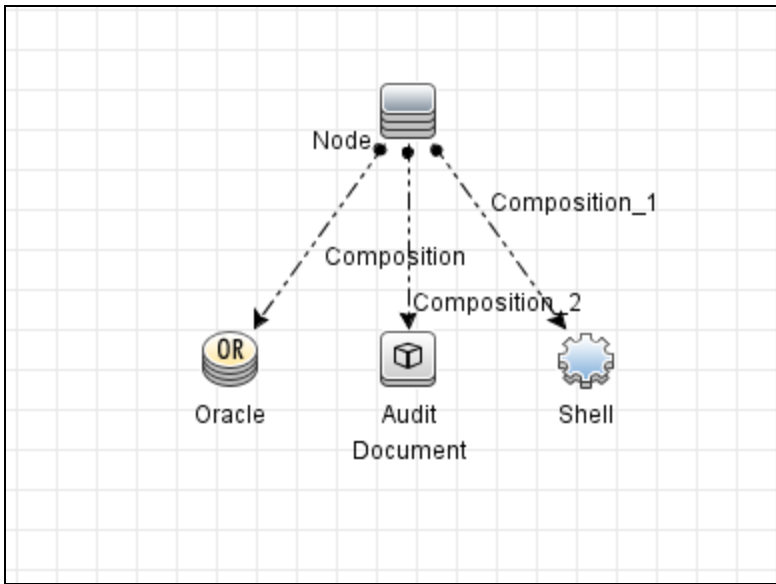 Node
Composition_1
Composition
Composition_2
OR
Oracle
Audit
Document
Shell